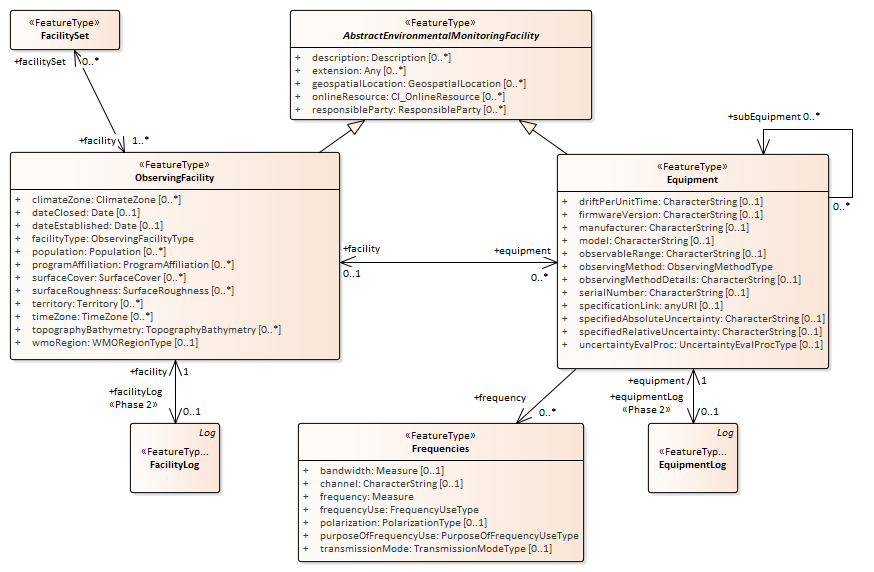 «FeatureType»
FacilitySet
+facilitySet
0..*
+facility
1..*
«FeatureType»
AbstractEnvironmentalMonitoringFacility
+ description: Description [0..*]
+ extension: Any [0..*]
+ geospatialLocation: GeospatialLocation [0..*]
+ onlineResource: CI_OnlineResource [0..*]
+ responsibleParty: ResponsibleParty [0..*]
+subEquipment 0..*
0..*
«FeatureType»
ObservingFacility
+ climateZone: ClimateZone [0..*]
+ dateClosed: Date [0..1]
+ dateEstablished: Date [0..1]
+ facilityType: ObservingFacilityType
+ population: Population [0..*]
+ programAffiliation: ProgramAffiliation [0..*]
+ surfaceCover: SurfaceCover [0..*]
+ surfaceRoughness: SurfaceRoughness [0..*]
+ territory: Territory [0..*]
+ timeZone: TimeZone [0..*]
+ topographyBathymetry: TopographyBathymetry [0..*]
+ wmoRegion: WMORegionType [0..1]
+facility
0..1
+equipment
0..*
«FeatureType»
Equipment
+ driftPerUnitTime: CharacterString [0..1]
+ firmwareVersion: CharacterString [0..1]
+ manufacturer: CharacterString [0..1]
+ model: CharacterString [0..1]
+ observableRange: CharacterString [0..1]
+ observingMethod: ObservingMethodType
+ observingMethodDetails: CharacterString [0..1]
+ serialNumber: CharacterString [0..1]
+ specificationLink: anyURI [0..*]
+ specifiedAbsoluteUncertainty: CharacterString [0..1]
+ specifiedRelativeUncertainty: CharacterString [0..1]
+ uncertaintyEvalProc: UncertaintyEvalProcType [0..1]
+facility
1
+facilityLog
«Phase 2»
0..1
Log
«FeatureTyp...
FacilityLog
+frequency
0..*
«FeatureType»
Frequencies
+ bandwidth: Measure [0..1]
+ channel: CharacterString [0..1]
+ frequency: Measure
+ frequencyUse: FrequencyUseType
+ polarization: PolarizationType [0..1]
+ purposeOfFrequencyUse: PurposeOfFrequencyUseType
+ transmissionMode: TransmissionModeType [0..1]
+equipment
1
+equipmentLog
«Phase 2»
0..1
Log
«FeatureTyp...
EquipmentLog